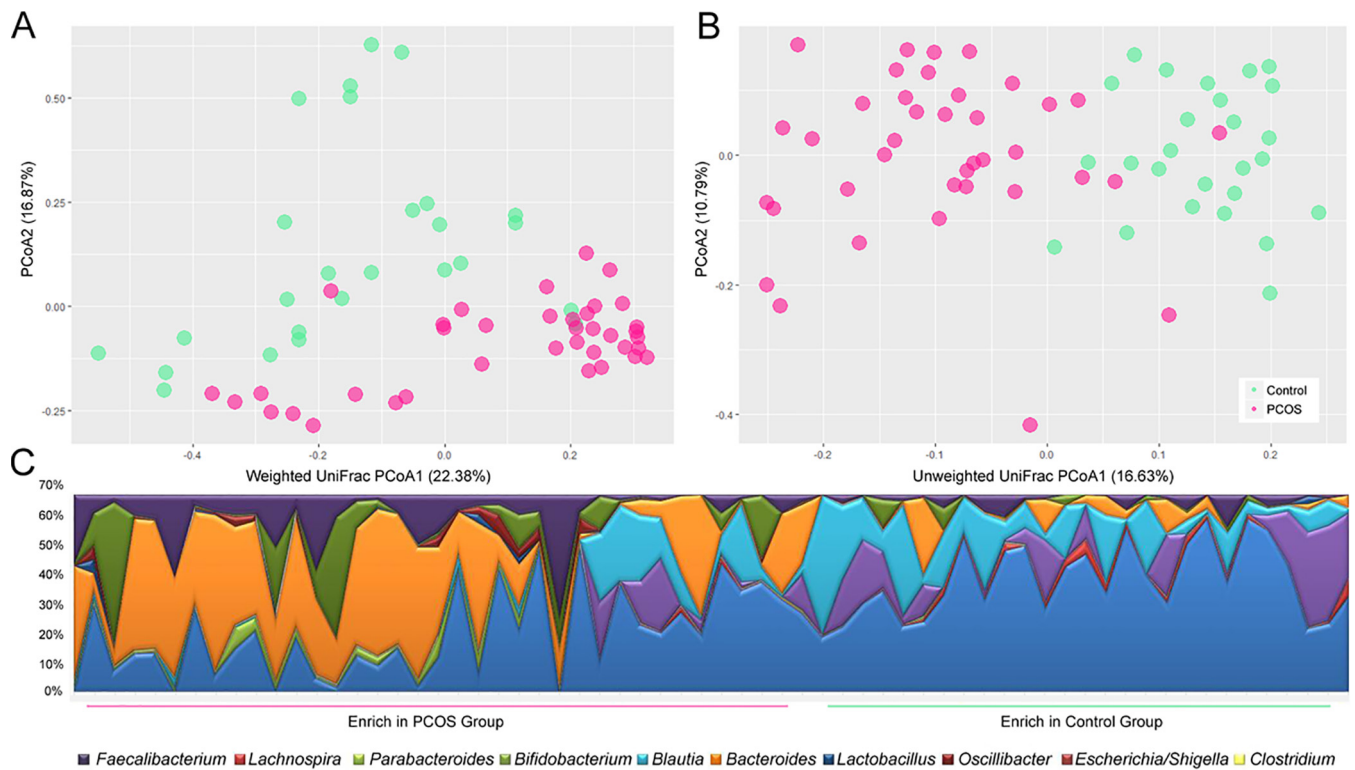 A
B
PCoA2 (16.87%)
0.50
0.25
0.00
-0.25
-0.4
-0.2
0.0
0.2
Weighted UniFrac PCoA1 (22.38%)
PCoA2 (10.79%)
0.0
-0.2
-0.4
-0.2
-0.1
0.0
0.1
0.2
Unweighted UniFrac PCoA1 (16.63%)
Control
PCOS
C
70%
60%
50%
40%
30%
20%
10%
0%
Enrich in PCOS Group
Enrich in Control Group
Faecalibacterium Lachnospira Parabacteroides Bifidobacterium Blautia Bacteroides Lactobacillus Oscillibacter Escherichia/Shigella Clostridium